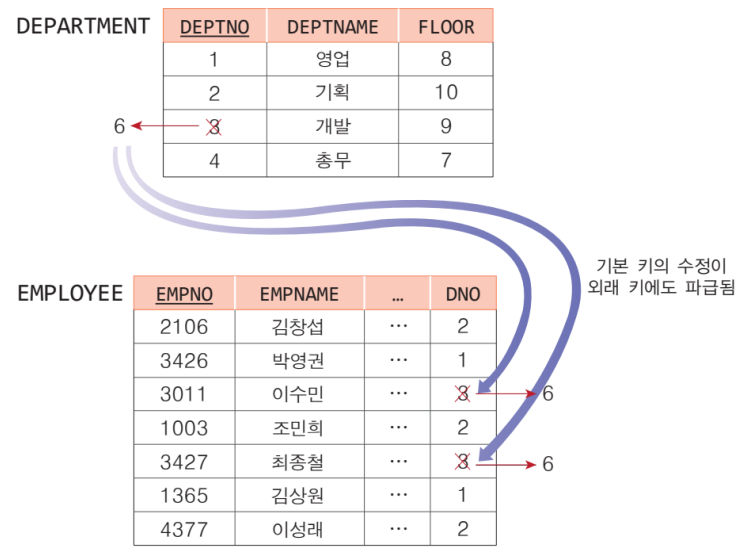 DEPARTMENT DEPTNO DEPTNAME FLOOR
1 영업 8
2 기획 10
6 3 개발 9
4 총무 7
기본 키의 수정이
외래 키에도 파급됨
EMPLOYEE EMPNO EMPNAME … DNO
2106 김창섭 … 2
3426 박영권 … 1
3011 이수민 … 3 6
1003 조민희 … 2
3427 최종철 … 3 6
1365 김상원 … 1
4377 이성래 … 2